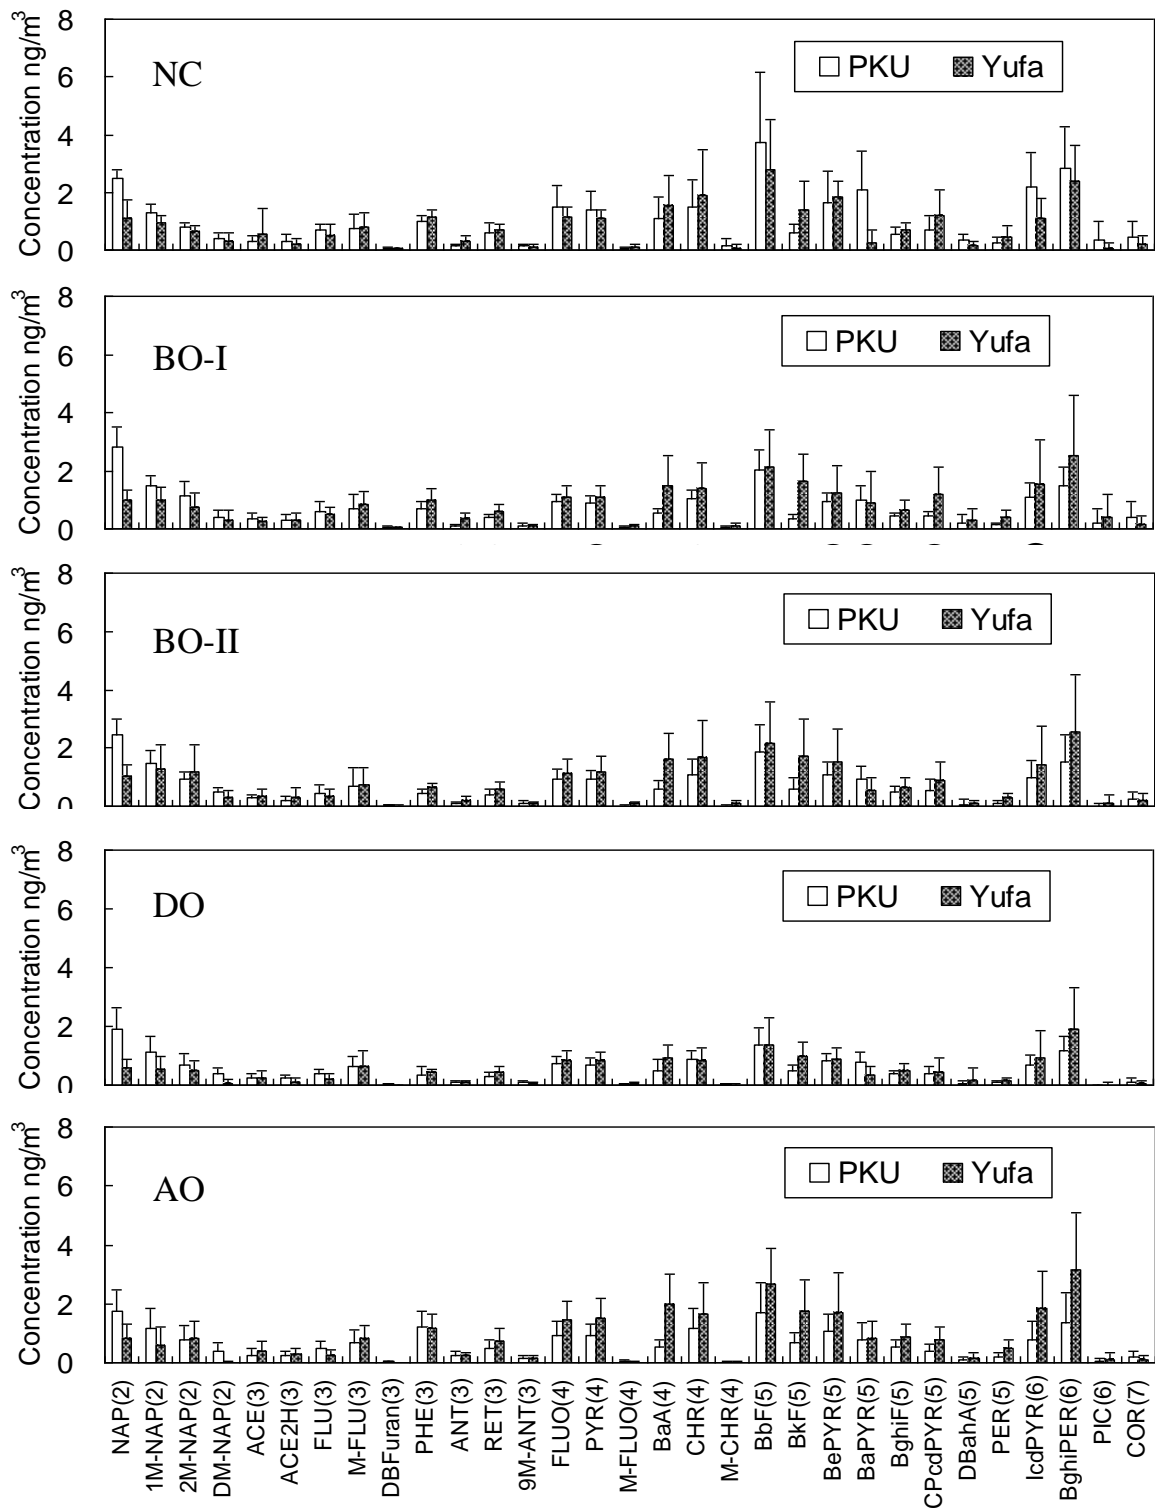 Concentration ng/m³
8
6
4
2
0
NC
PKU Yufa
Concentration ng/m³
8
6
4
2
0
BO-I
PKU Yufa
Concentration ng/m³
8
6
4
2
0
BO-II
PKU Yufa
Concentration ng/m³
8
6
4
2
0
DO
PKU Yufa
Concentration ng/m³
8
6
4
2
0
AO
PKU Yufa
NAP(2)
1M-NAP(2)
2M-NAP(2)
DM-NAP(2)
ACE(3)
ACE2H(3)
FLU(3)
M-FLU(3)
DBFuran(3)
PHE(3)
ANT(3)
RET(3)
9M-ANT(3)
FLUO(4)
PYR(4)
M-FLUO(4)
BaA(4)
CHR(4)
M-CHR(4)
BbF(5)
BkF(5)
BePYR(5)
BaPYR(5)
BghiF(5)
CPcdPYR(5)
DBahA(5)
PER(5)
IcdPYR(6)
BghiPER(6)
PIC(6)
COR(7)